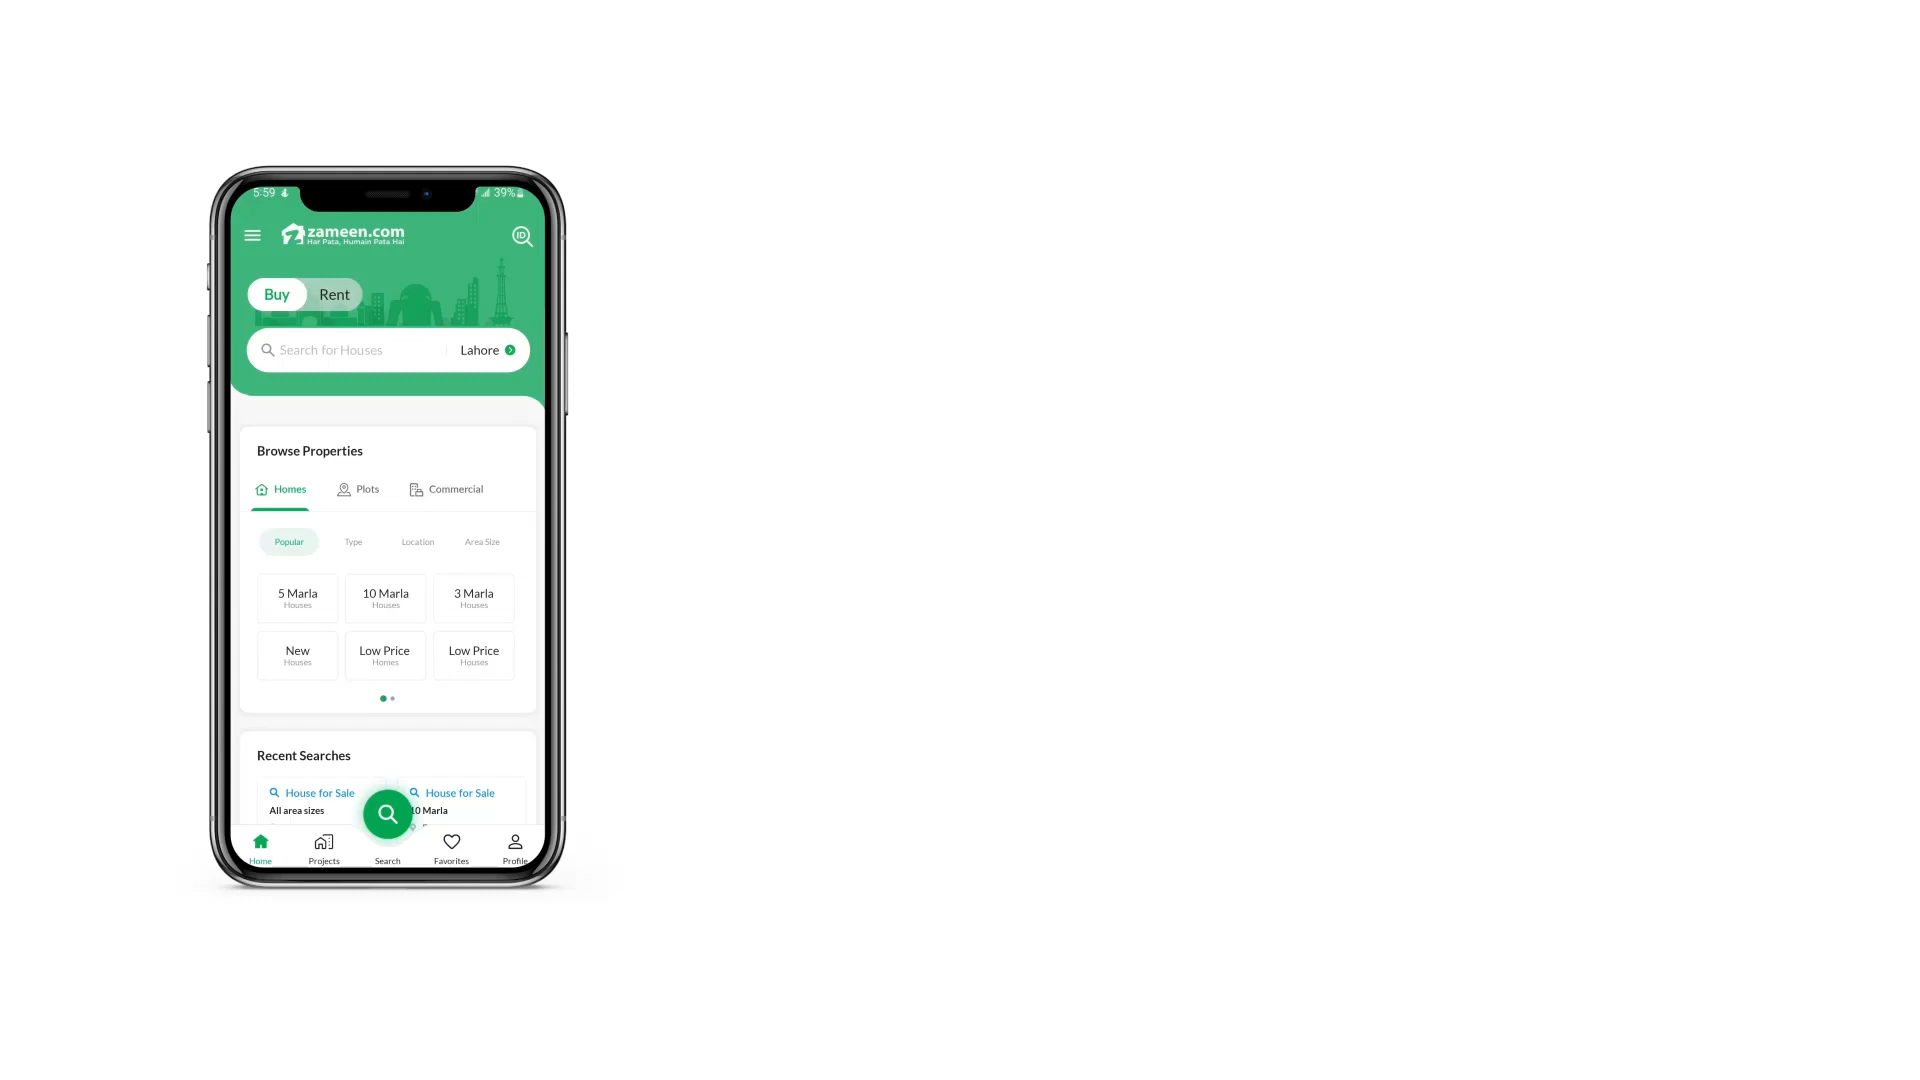 5:59 39%
zameen.com
Har Pata, Humain Pata Hai
ID
Buy Rent
Search for Houses Lahore
Browse Properties
Homes Plots Commercial
Popular Type Location Area Size
5 Marla 10 Marla 3 Marla
Houses Houses Houses
New Low Price Low Price
Houses Homes Houses
Recent Searches
House for Sale House for Sale
All area sizes 10 Marla
Home Projects Search Favorites Profile